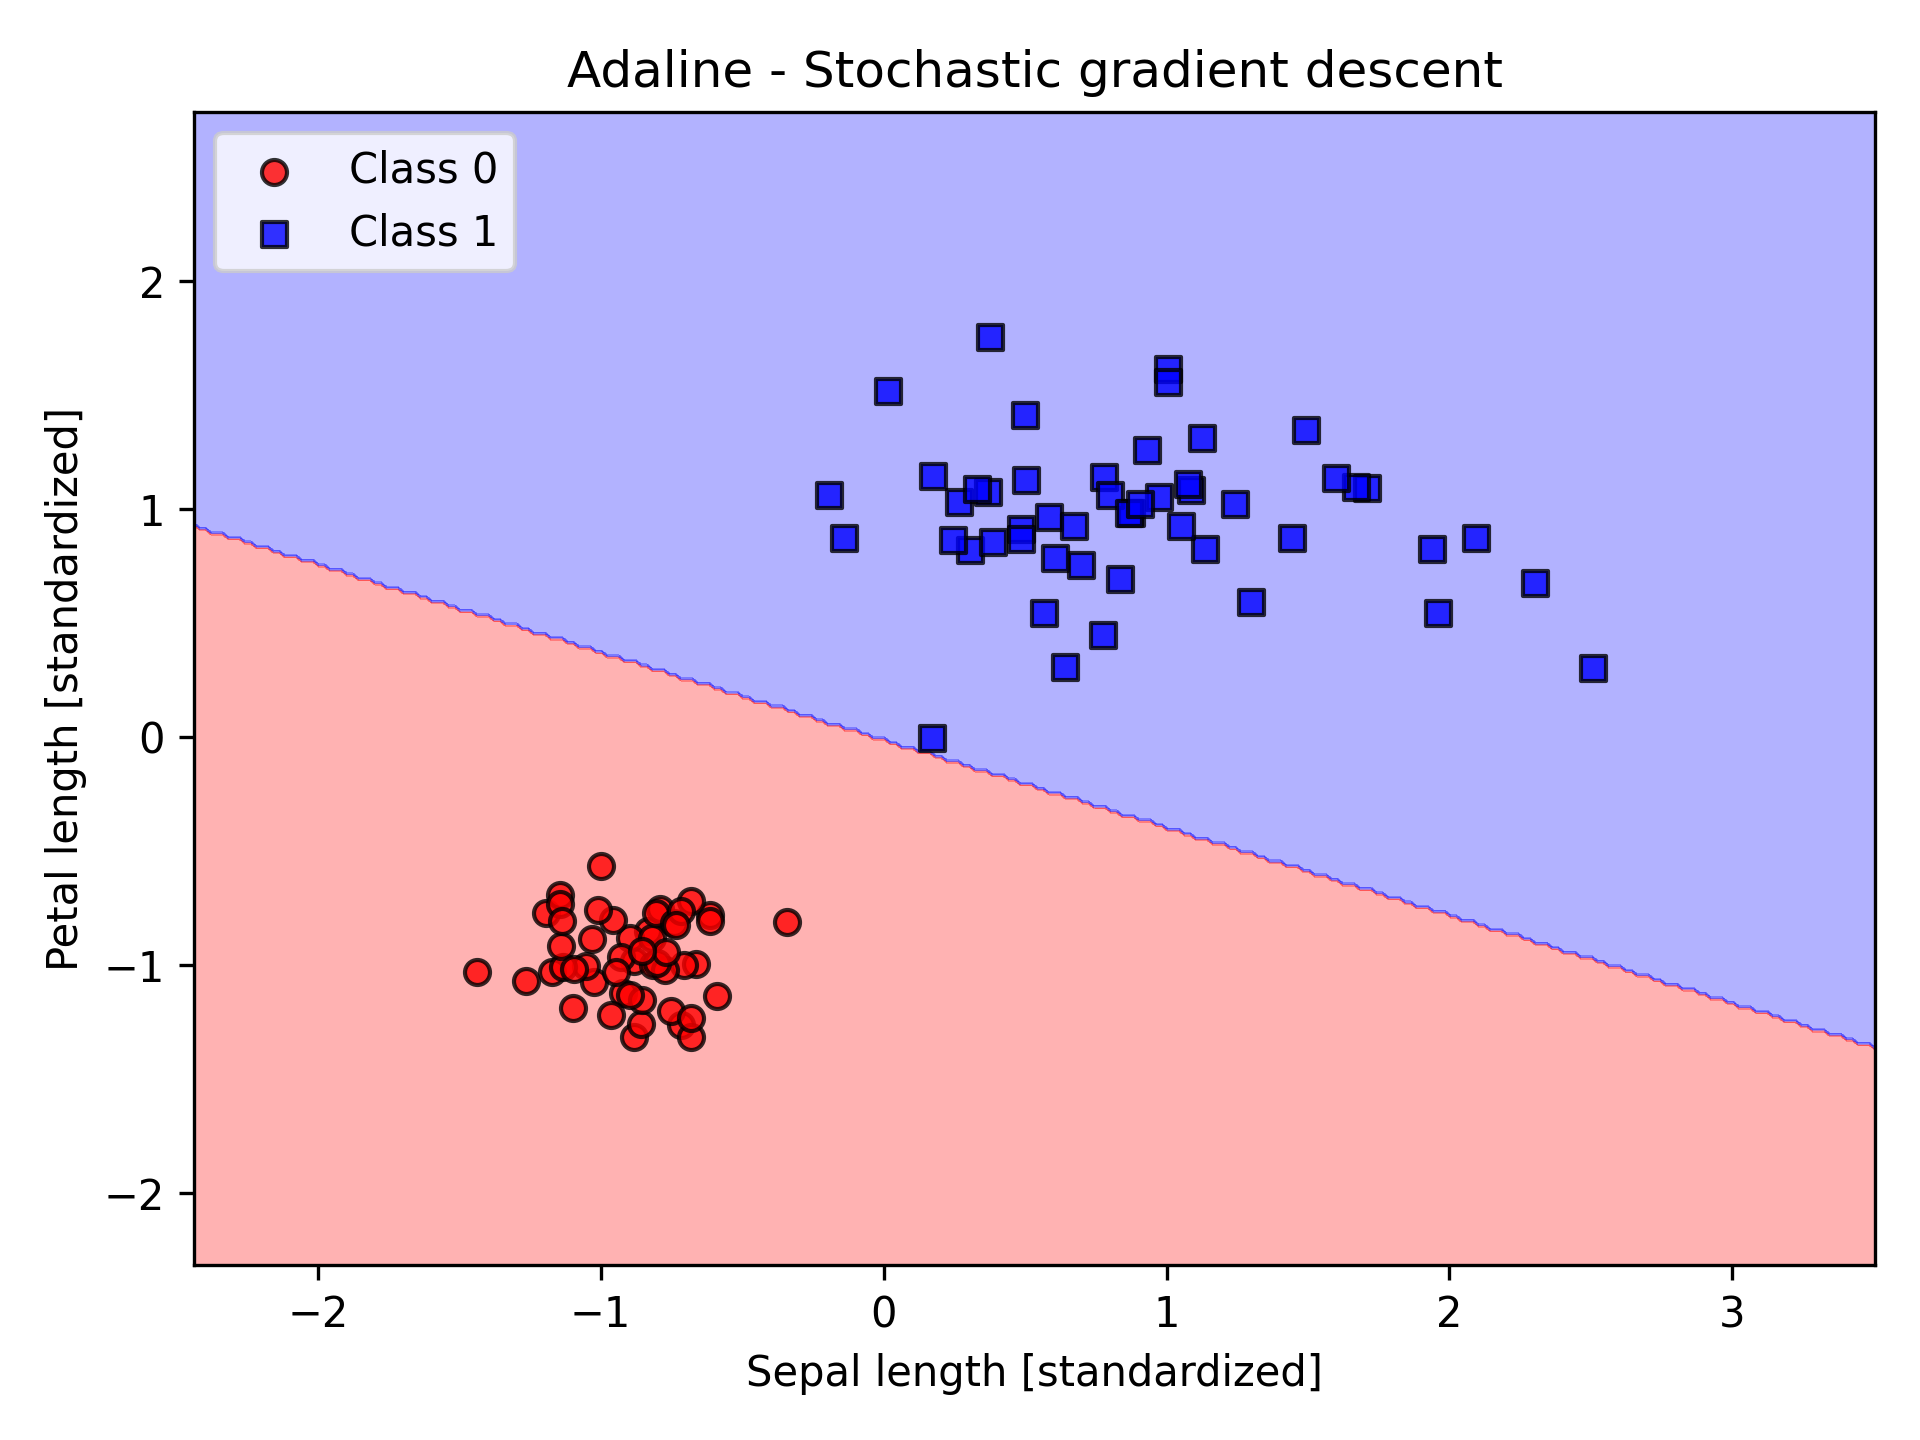 Adaline - Stochastic gradient descent
Class 0
Class 1
Petal length [standardized]
2
1
0
−1
−2
−2
−1
0
1
2
3
Sepal length [standardized]